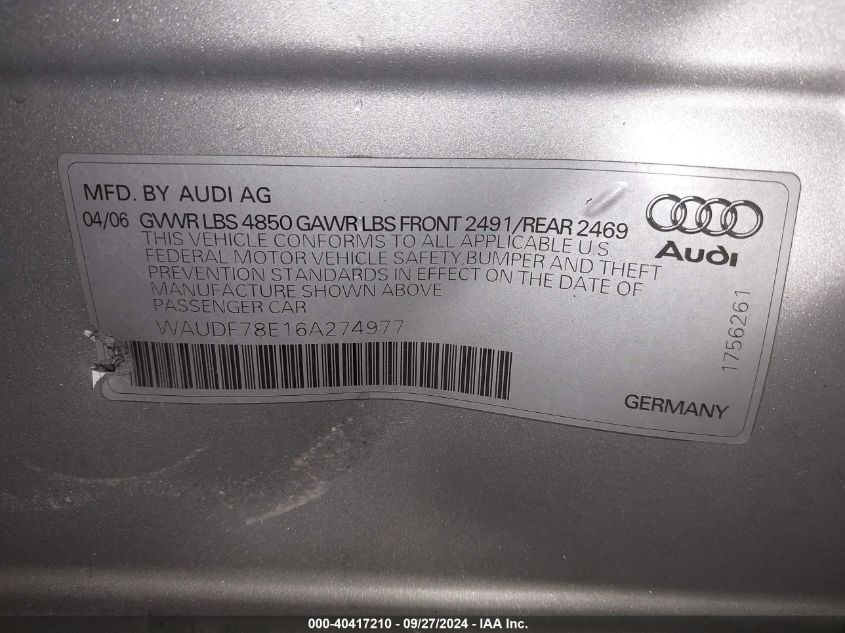 MFD. BY AUDI AG
04/06 GVWR LBS 4850 GAWR LBS FRONT 2491/REAR 2469
THIS VEHICLE CONFORMS TO ALL APPLICABLE U.S
FEDERAL MOTOR VEHICLE SAFETY,BUMPER AND THEFT
PREVENTION STANDARDS IN EFFECT ON THE DATE OF
MANUFACTURE SHOWN ABOVE
PASSENGER CAR
WAUDF78E16A274977
Audi
1756261
GERMANY
000-40417210 - 09/27/2024 - IAA Inc.